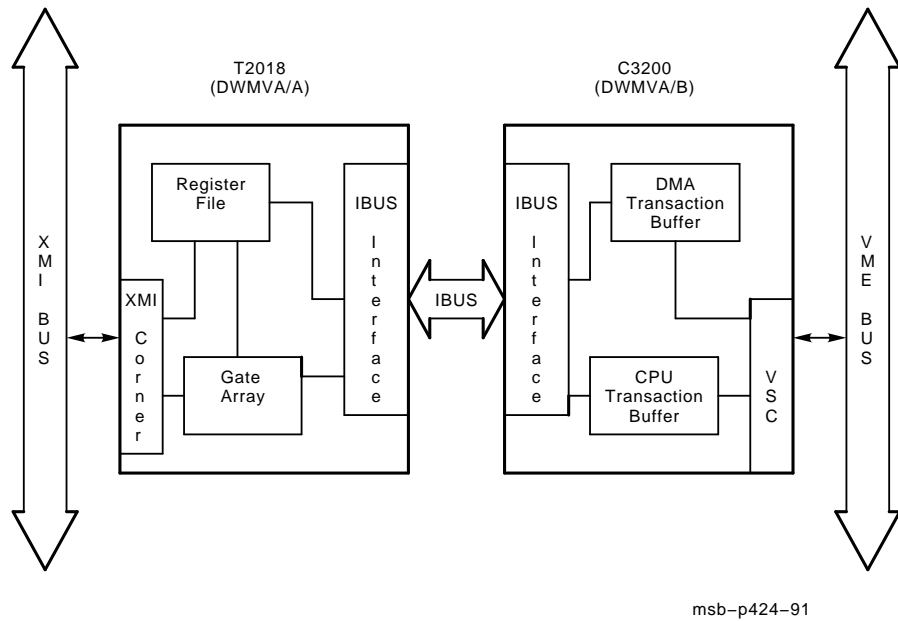 T2018
(DWMVA/A)
C3200
(DWMVA/B)
XMI BUS
Register
File
IBUS
Interface
XMI
Corner
Gate
Array
IBUS
IBUS
Interface
DMA
Transaction
Buffer
CPU
Transaction
Buffer
VSC
VME BUS
msb–p424–91